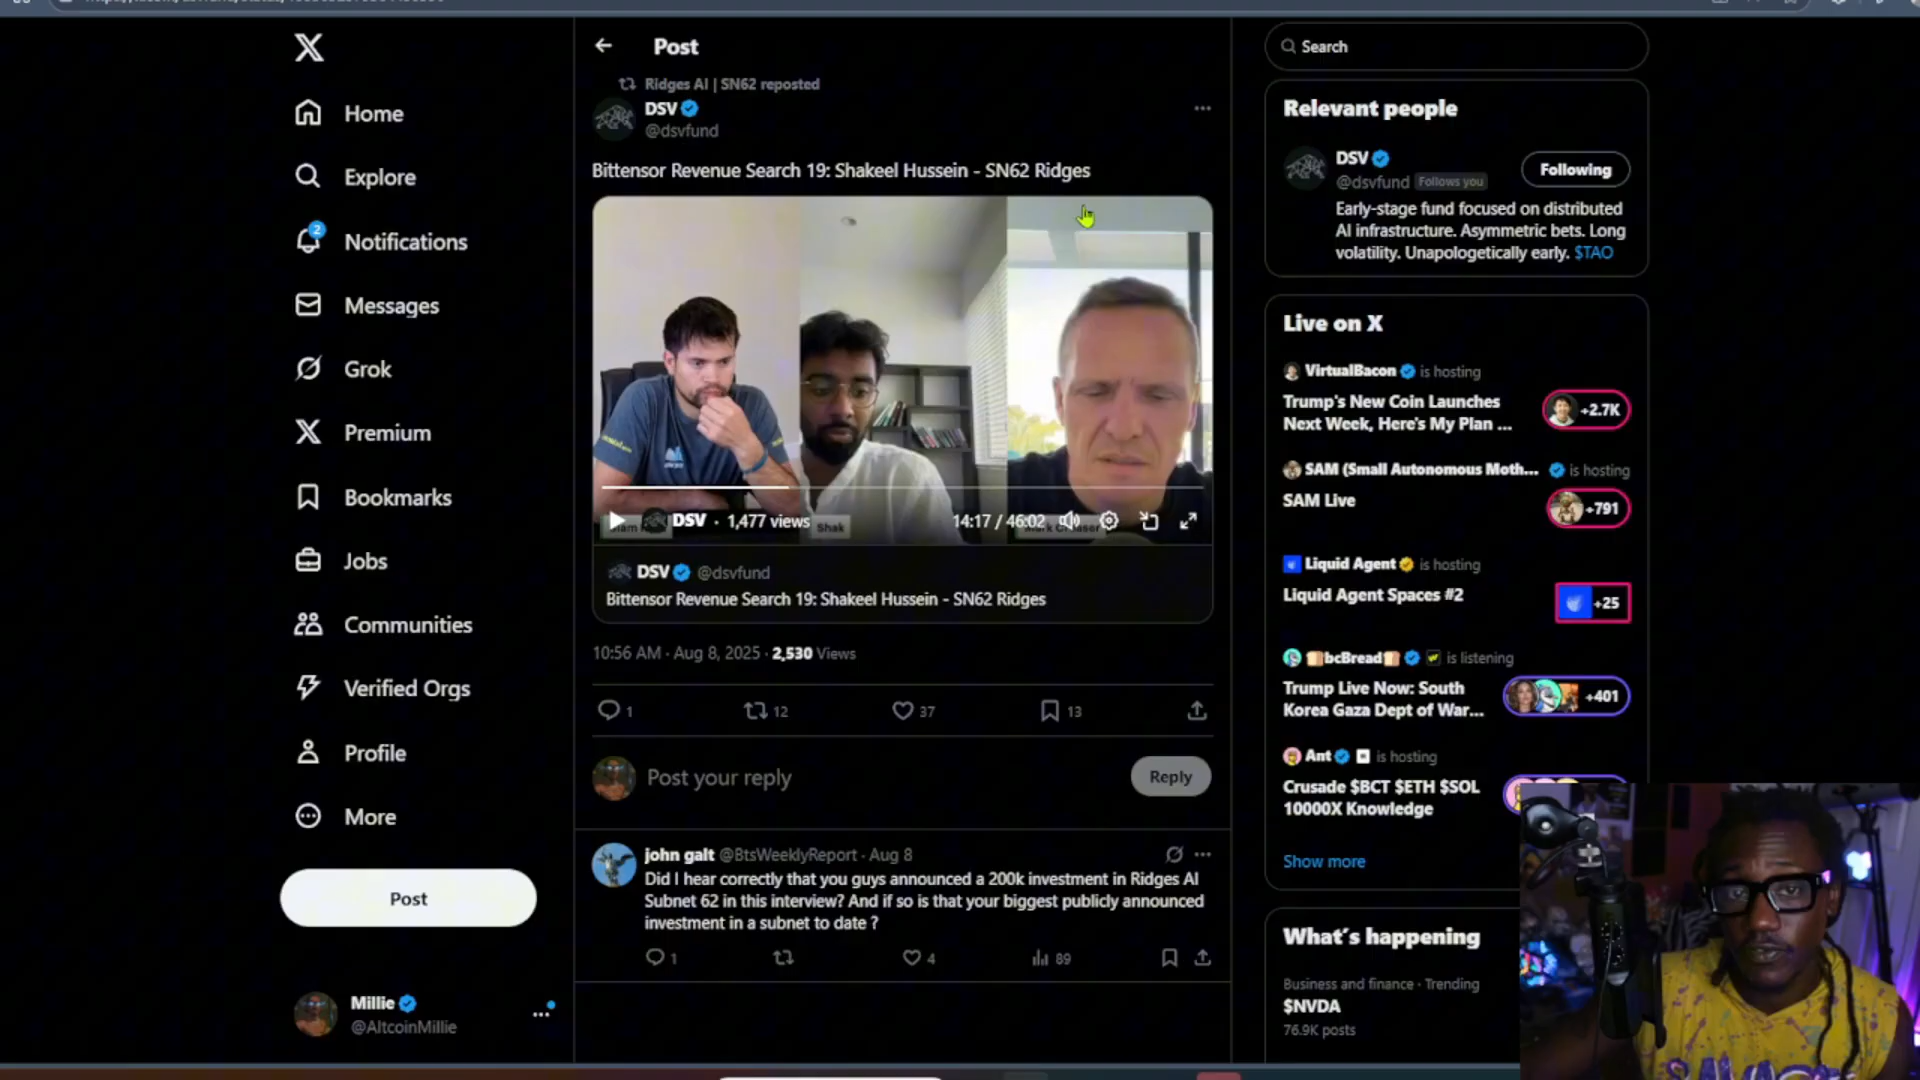 Home
Explore
2
Notifications
Messages
Grok
Premium
Bookmarks
Jobs
Communities
Verified Orgs
Profile
More
Post
Millie
@AltcoinMillie
Post
Ridges AI | SN62 reposted
DSV
@dsvfund
Bittensor Revenue Search 19: Shakeel Hussein - SN62 Ridges
DSV · 1,477 views
Shak
14:17 / 46:02
DSV @dsvfund
Bittensor Revenue Search 19: Shakeel Hussein - SN62 Ridges
10:56 AM · Aug 8, 2025 · 2,530 Views
1
12
37
13
Post your reply
Reply
john galt @BtsWeeklyReport · Aug 8
Did I hear correctly that you guys announced a 200k investment in Ridges AI
Subnet 62 in this interview? And if so is that your biggest publicly announced
investment in a subnet to date ?
1
4
89
Search
Relevant people
DSV
@dsvfund Follows you
Following
Early-stage fund focused on distributed
AI infrastructure. Asymmetric bets. Long
volatility. Unapologetically early. $TAO
Live on X
VirtualBacon is hosting
Trump's New Coin Launches
Next Week, Here's My Plan ...
+2.7K
SAM (Small Autonomous Moth... is hosting
SAM Live
+791
Liquid Agent is hosting
Liquid Agent Spaces #2
+25
🍞bcBread🍞 is listening
Trump Live Now: South
Korea Gaza Dept of War...
+401
Ant is hosting
Crusade $BCT $ETH $SOL
10000X Knowledge
Show more
What's happening
Business and finance · Trending
$NVDA
76.9K posts